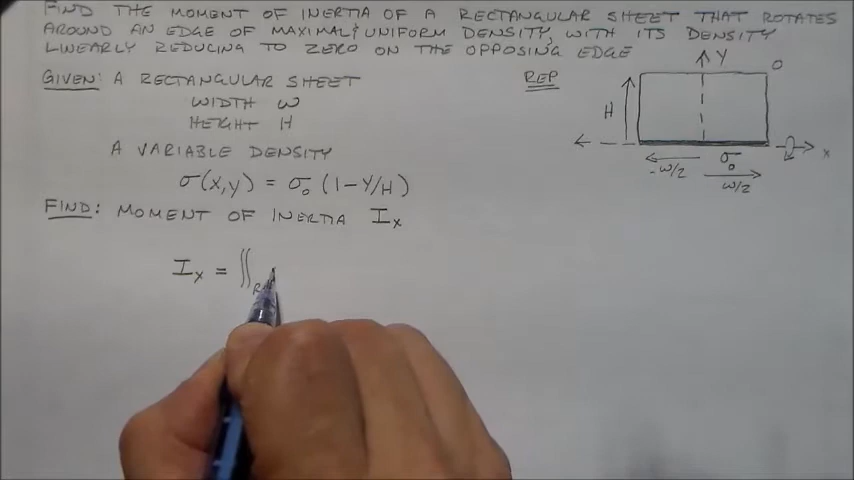 FIND THE MOMENT OF INERTIA OF A RECTANGULAR SHEET THAT ROTATES
AROUND AN EDGE OF MAXIMAL & UNIFORM DENSITY, WITH ITS DENSITY
LINEARLY REDUCING TO ZERO ON THE OPPOSING EDGE
GIVEN: A RECTANGULAR SHEET
WIDTH W
HEIGHT H
A VARIABLE DENSITY
σ(X,Y) = σ₀ (1-Y/H)
FIND: MOMENT OF INERTIA Iₓ
Iₓ = ∬R
REP
Y
O
H
X
σ₀
-W/2
W/2